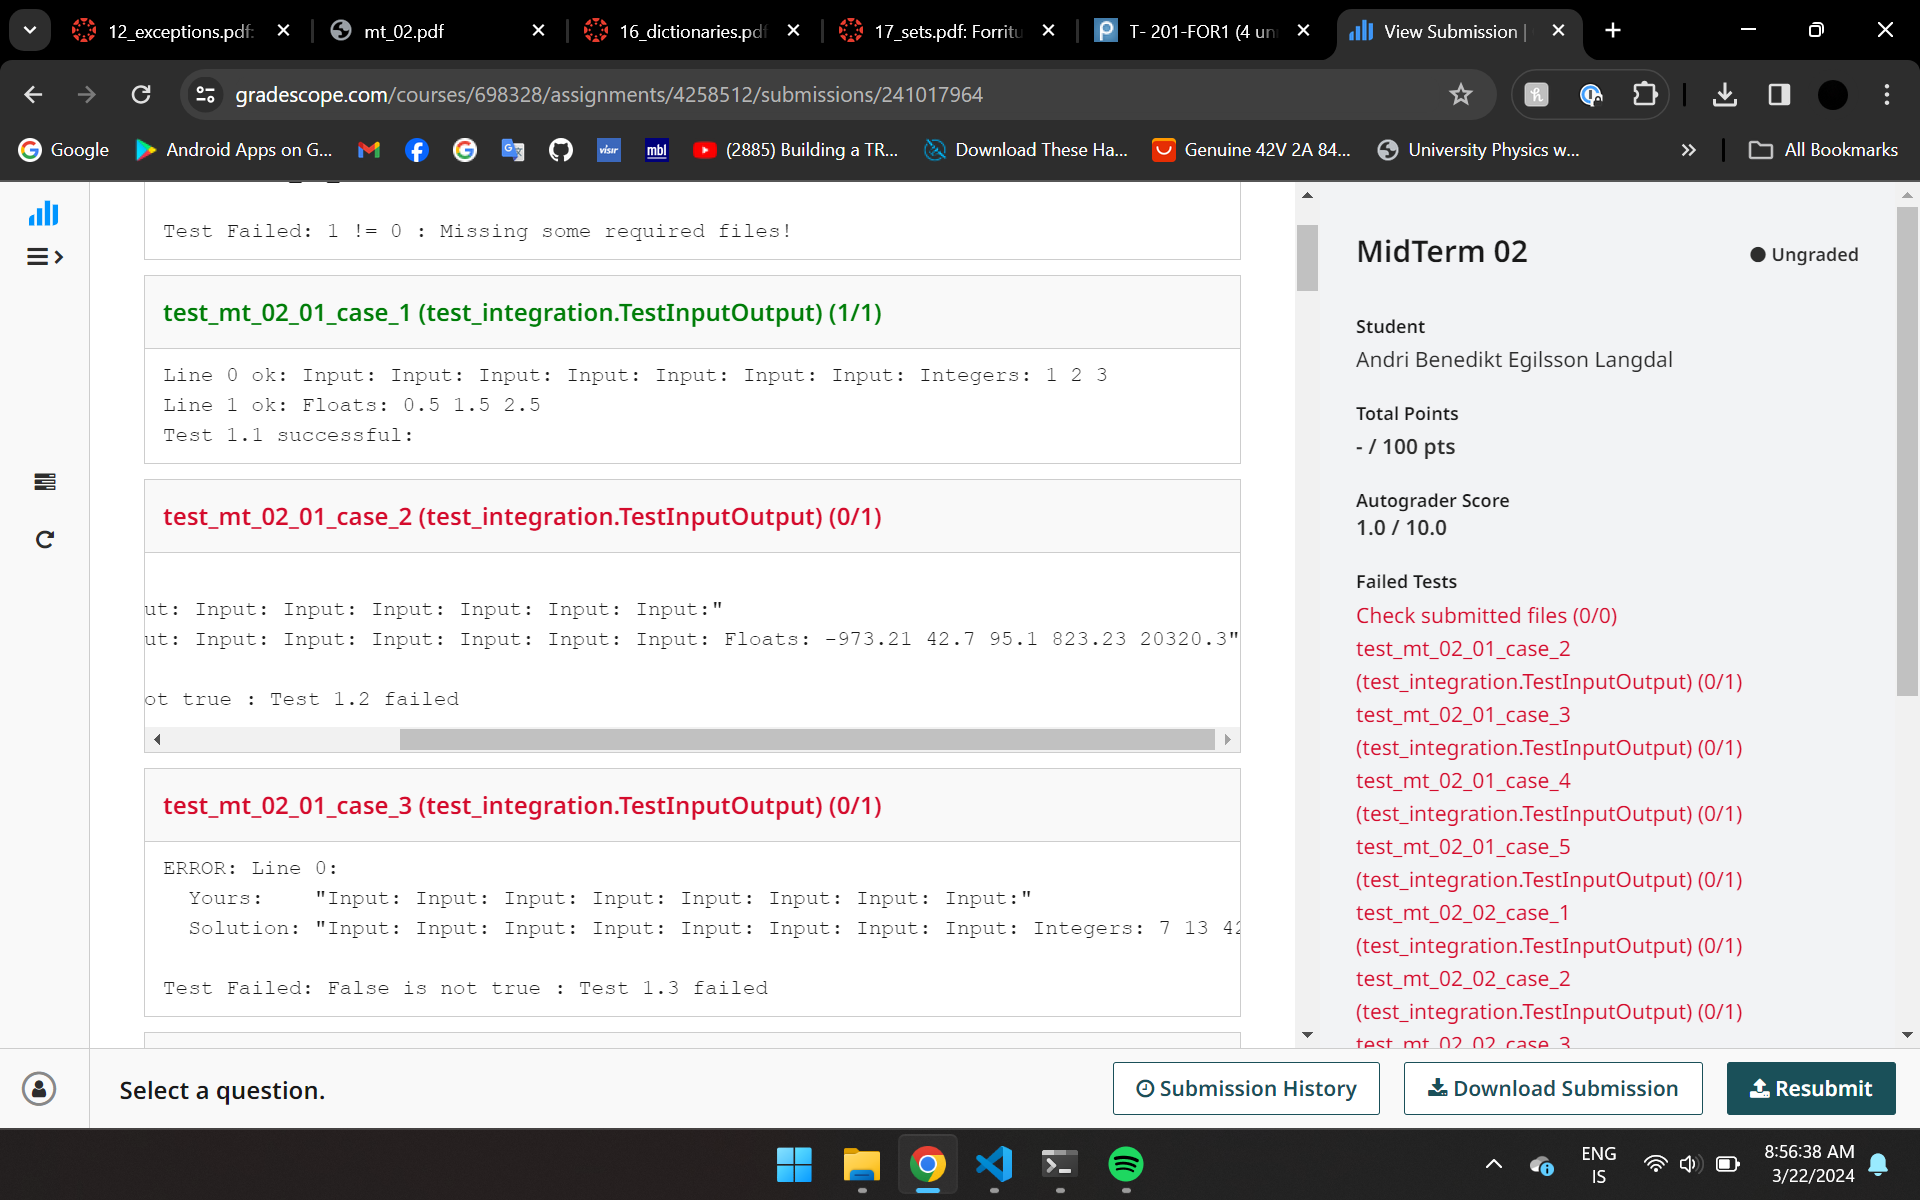 12_exceptions.pdf:
mt_02.pdf
16_dictionaries.pdf
17_sets.pdf: Forritu
T- 201-FOR1 (4 un
View Submission |
gradescope.com/courses/698328/assignments/4258512/submissions/241017964
Google
Android Apps on G...
visir
mbl
(2885) Building a TR...
Download These Ha...
Genuine 42V 2A 84...
University Physics w...
All Bookmarks
Test Failed: 1 != 0 : Missing some required files!
test_mt_02_01_case_1 (test_integration.TestInputOutput) (1/1)
Line 0 ok: Input: Input: Input: Input: Input: Input: Input: Integers: 1 2 3
Line 1 ok: Floats: 0.5 1.5 2.5
Test 1.1 successful:
test_mt_02_01_case_2 (test_integration.TestInputOutput) (0/1)
ut: Input: Input: Input: Input: Input: Input:"
ut: Input: Input: Input: Input: Input: Input: Floats: -973.21 42.7 95.1 823.23 20320.3"
ot true : Test 1.2 failed
test_mt_02_01_case_3 (test_integration.TestInputOutput) (0/1)
ERROR: Line 0:
Yours: "Input: Input: Input: Input: Input: Input: Input: Input:"
Solution: "Input: Input: Input: Input: Input: Input: Input: Input: Integers: 7 13 42
Test Failed: False is not true : Test 1.3 failed
MidTerm 02
Ungraded
Student
Andri Benedikt Egilsson Langdal
Total Points
- / 100 pts
Autograder Score
1.0 / 10.0
Failed Tests
Check submitted files (0/0)
test_mt_02_01_case_2
(test_integration.TestInputOutput) (0/1)
test_mt_02_01_case_3
(test_integration.TestInputOutput) (0/1)
test_mt_02_01_case_4
(test_integration.TestInputOutput) (0/1)
test_mt_02_01_case_5
(test_integration.TestInputOutput) (0/1)
test_mt_02_02_case_1
(test_integration.TestInputOutput) (0/1)
test_mt_02_02_case_2
(test_integration.TestInputOutput) (0/1)
test_mt_02_02_case_3
Select a question.
Submission History
Download Submission
Resubmit
ENG
IS
8:56:38 AM
3/22/2024